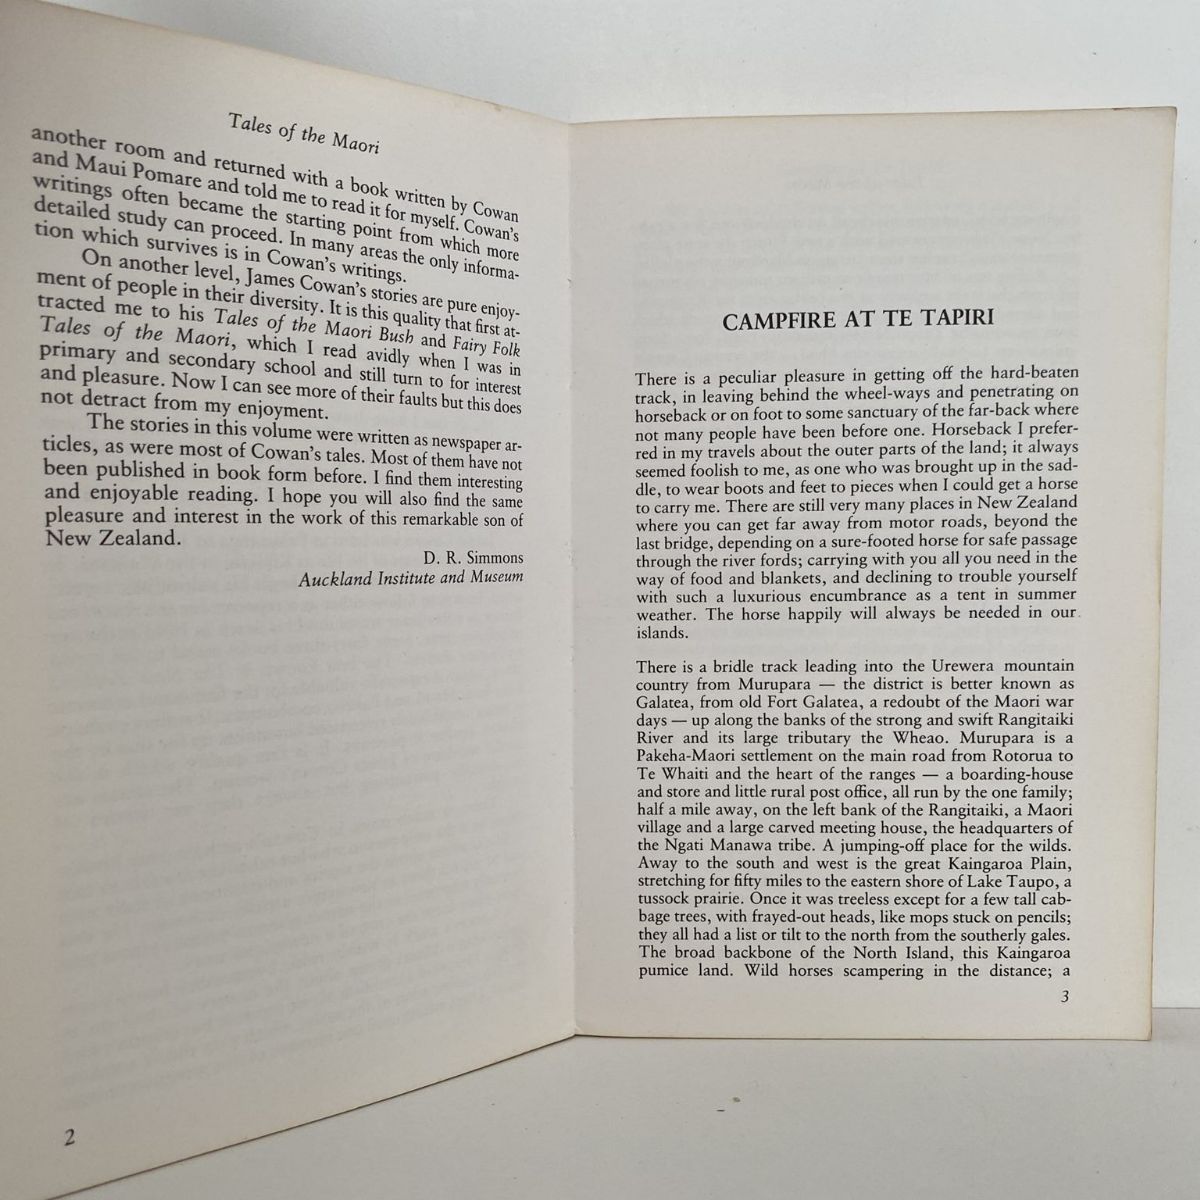 Tales of the Maori
another room and returned with a book written by Cowan
and Maui Pomare and told me to read it for myself. Cowan's
writings often became the starting point from which more
detailed study can proceed. In many areas the only informa-
tion which survives is in Cowan's writings.
On another level, James Cowan's stories are pure enjoy-
ment of people in their diversity. It is this quality that first at-
tracted me to his Tales of the Maori Bush and Fairy Folk
Tales of the Maori, which I read avidly when I was in
primary and secondary school and still turn to for interest
and pleasure. Now I can see more of their faults but this does
not detract from my enjoyment.
The stories in this volume were written as newspaper ar-
ticles, as were most of Cowan's tales. Most of them have not
been published in book form before. I find them interesting
and enjoyable reading. I hope you will also find the same
pleasure and interest in the work of this remarkable son of
New Zealand.
D. R. Simmons
Auckland Institute and Museum
2
CAMPFIRE AT TE TAPIRI
There is a peculiar pleasure in getting off the hard-beaten
track, in leaving behind the wheel-ways and penetrating on
horseback or on foot to some sanctuary of the far-back where
not many people have been before one. Horseback I prefer-
red in my travels about the outer parts of the land; it always
seemed foolish to me, as one who was brought up in the sad-
dle, to wear boots and feet to pieces when I could get a horse
to carry me. There are still very many places in New Zealand
where you can get far away from motor roads, beyond the
last bridge, depending on a sure-footed horse for safe passage
through the river fords; carrying with you all you need in the
way of food and blankets, and declining to trouble yourself
with such a luxurious encumbrance as a tent in summer
weather. The horse happily will always be needed in our
islands.
There is a bridle track leading into the Urewera mountain
country from Murupara — the district is better known as
Galatea, from old Fort Galatea, a redoubt of the Maori war
days — up along the banks of the strong and swift Rangitaiki
River and its large tributary the Wheao. Murupara is a
Pakeha-Maori settlement on the main road from Rotorua to
Te Whaiti and the heart of the ranges — a boarding-house
and store and little rural post office, all run by the one family;
half a mile away, on the left bank of the Rangitaiki, a Maori
village and a large carved meeting house, the headquarters of
the Ngati Manawa tribe. A jumping-off place for the wilds.
Away to the south and west is the great Kaingaroa Plain,
stretching for fifty miles to the eastern shore of Lake Taupo, a
tussock prairie. Once it was treeless except for a few tall cab-
bage trees, with frayed-out heads, like mops stuck on pencils;
they all had a list or tilt to the north from the southerly gales.
The broad backbone of the North Island, this Kaingaroa
pumice land. Wild horses scampering in the distance; a
3